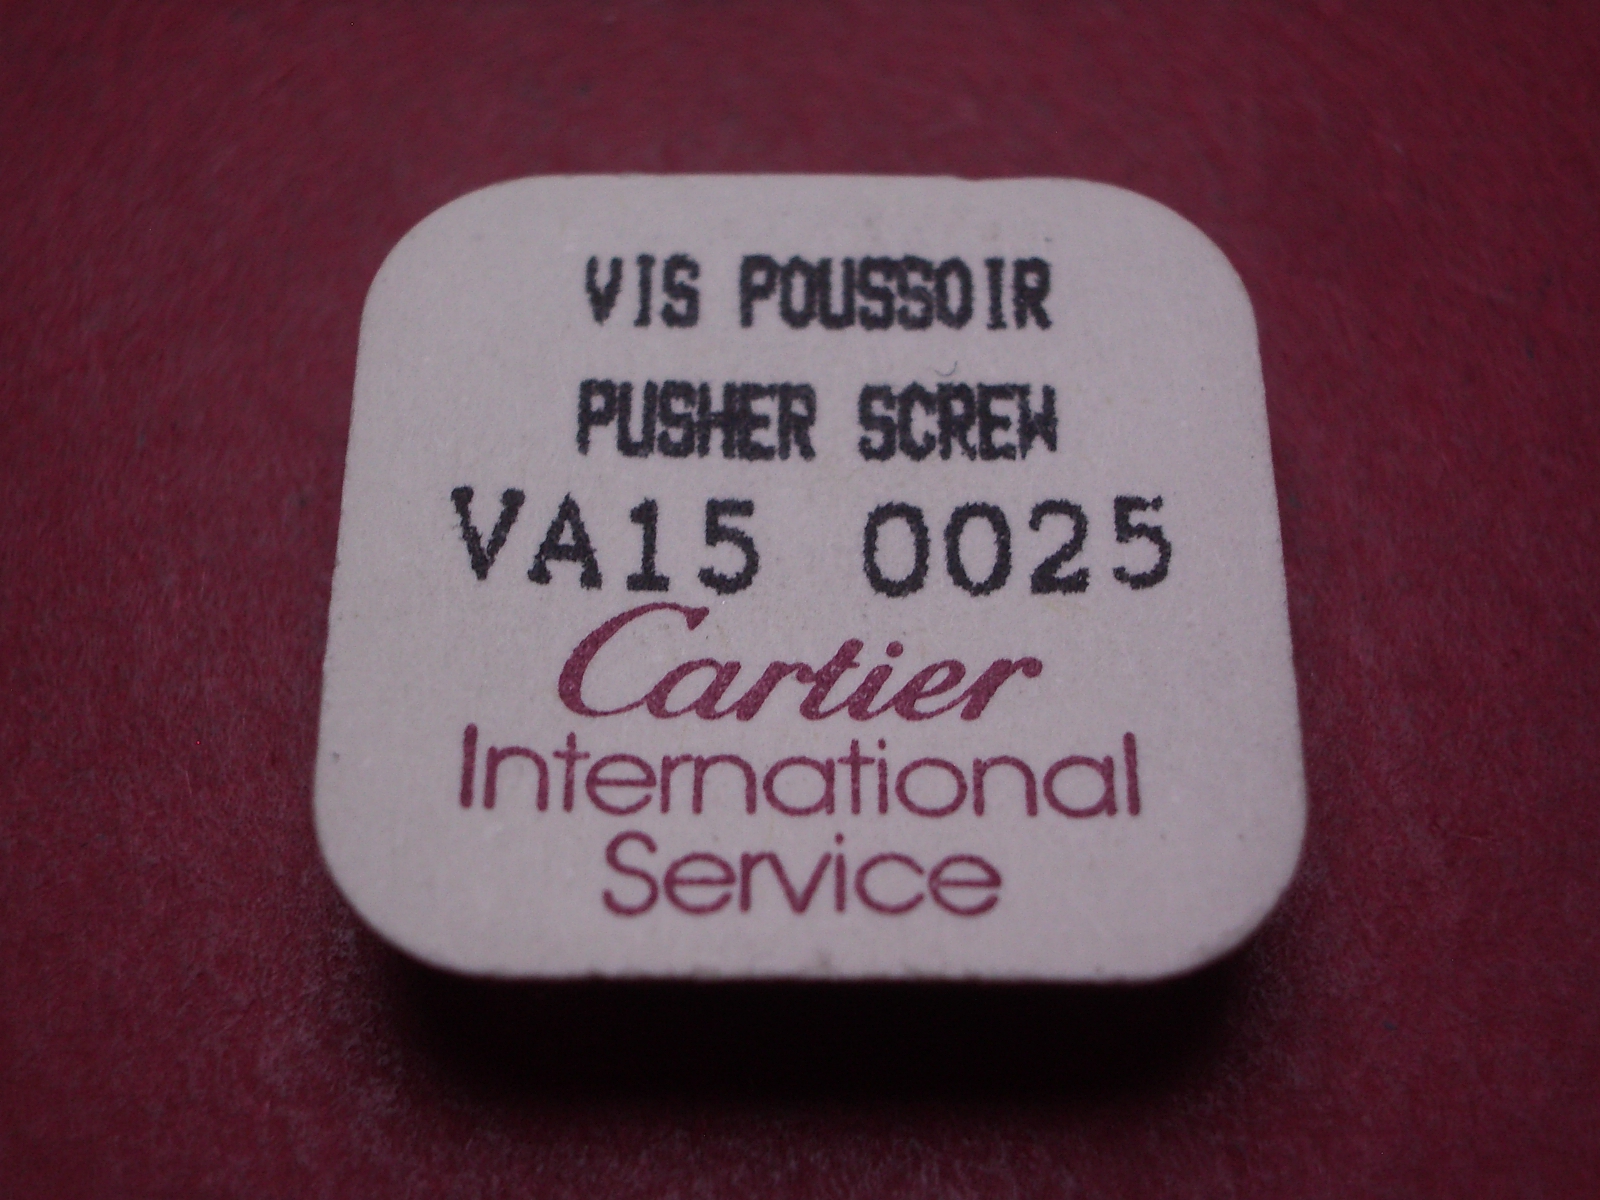 VIS POUSSOIR
PUSHER SCREW
VA15 0025
Cartier
International
Service